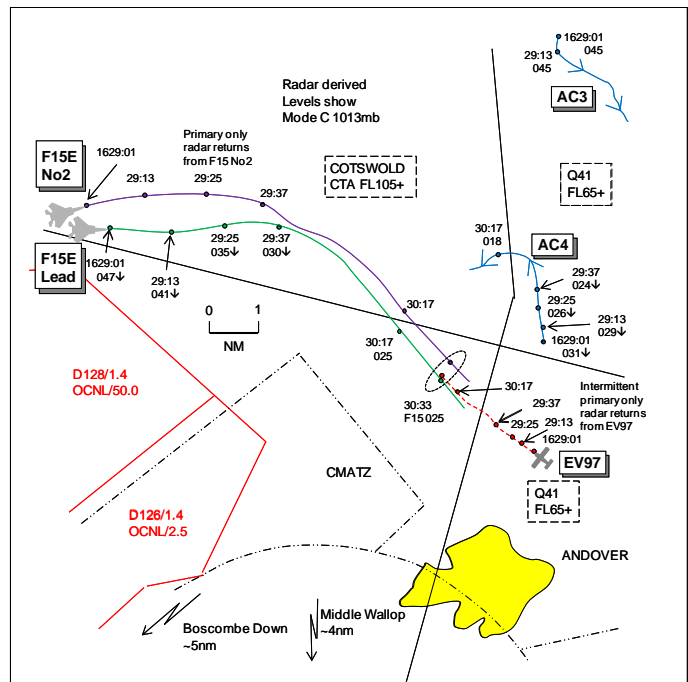 1629:01
045
29:13
045
AC3
Radar derived
Levels show
Mode C 1013mb
Primary only
radar returns
from F15 No2
F15E
No2
1629:01
29:13
29:25
29:37
COTSWOLD
CTA FL105+
Q41
FL65+
30:17
018
AC4
29:37
024↓
29:25
026↓
29:13
029↓
1629:01
031↓
F15E
Lead
1629:01
047↓
29:13
041↓
29:25
035↓
29:37
030↓
0 1
NM
30:17
30:17
025
D128/1.4
OCNL/50.0
30:33
F15 025
30:17
Intermittent
primary only
radar returns
from EV97
29:37
29:25
29:13
1629:01
EV97
CMATZ
Q41
FL65+
D126/1.4
OCNL/2.5
ANDOVER
Boscombe Down
~5nm
Middle Wallop
~4nm